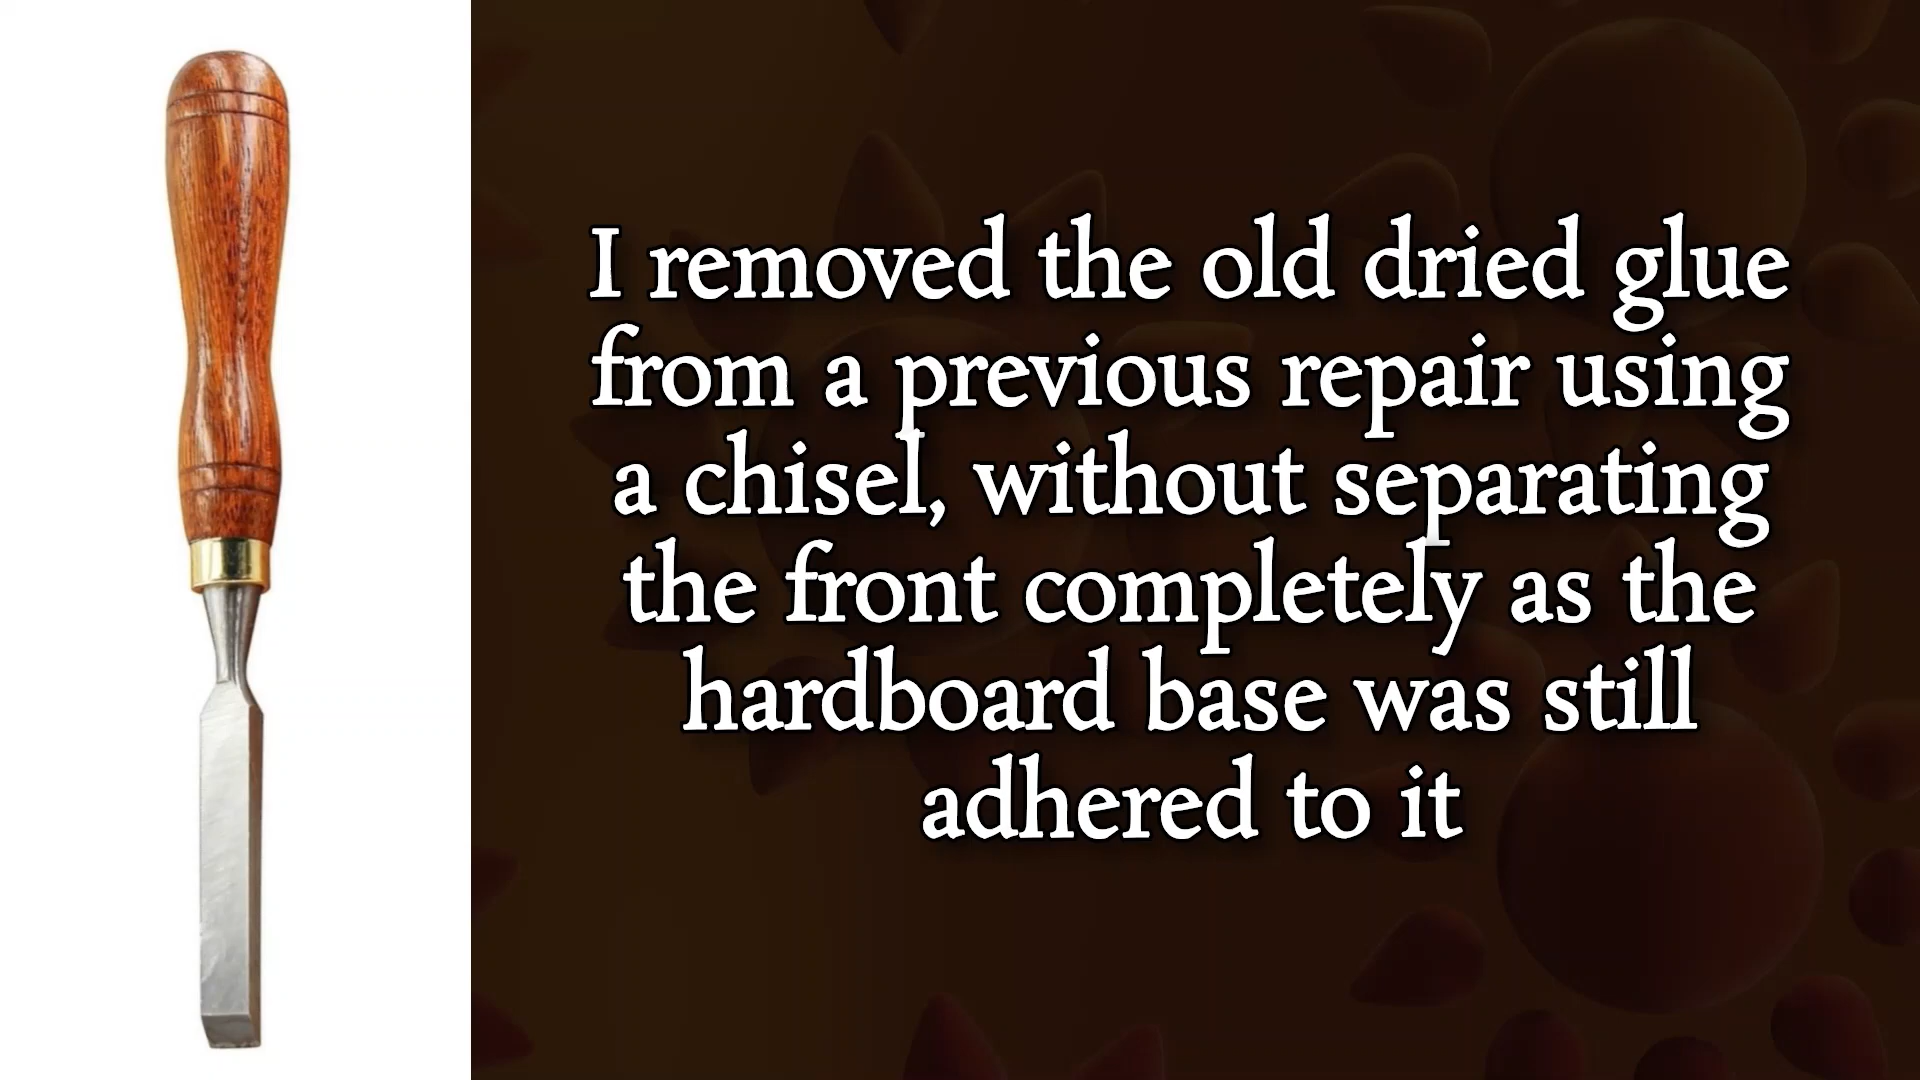 I removed the old dried glue
from a previous repair using
a chisel, without separating
the front completely as the
hardboard base was still
adhered to it